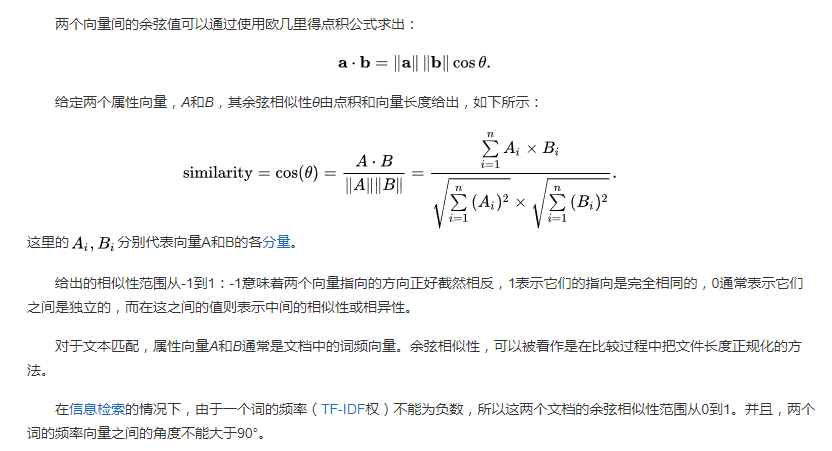 两个向量间的余弦值可以通过使用欧几里得点积公式求出：
a · b = ‖a‖ ‖b‖ cos θ.
给定两个属性向量，A和B，其余弦相似性θ由点积和向量长度给出，如下所示：
similarity = cos(θ) = \frac{A · B}{‖A‖‖B‖} = \frac{\sum_{i=1}^{n} A_i × B_i}{\sqrt{\sum_{i=1}^{n} (A_i)^2} × \sqrt{\sum_{i=1}^{n} (B_i)^2}}.
这里的 A_i, B_i 分别代表向量A和B的各分量。
给出的相似性范围从-1到1：-1意味着两个向量指向的方向正好截然相反，1表示它们的指向是完全相同的，0通常表示它们
之间是独立的，而在这之间的值则表示中间的相似性或相异性。
对于文本匹配，属性向量A和B通常是文档中的词频向量。余弦相似性，可以被看作是在比较过程中把文件长度正规化的方
法。
在信息检索的情况下，由于一个词的频率（TF-IDF权）不能为负数，所以这两个文档的余弦相似性范围从0到1。并且，两个
词的频率向量之间的角度不能大于90°。